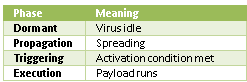 Phase Meaning
Dormant Virus idle
Propagation Spreading
Triggering Activation condition met
Execution Payload runs